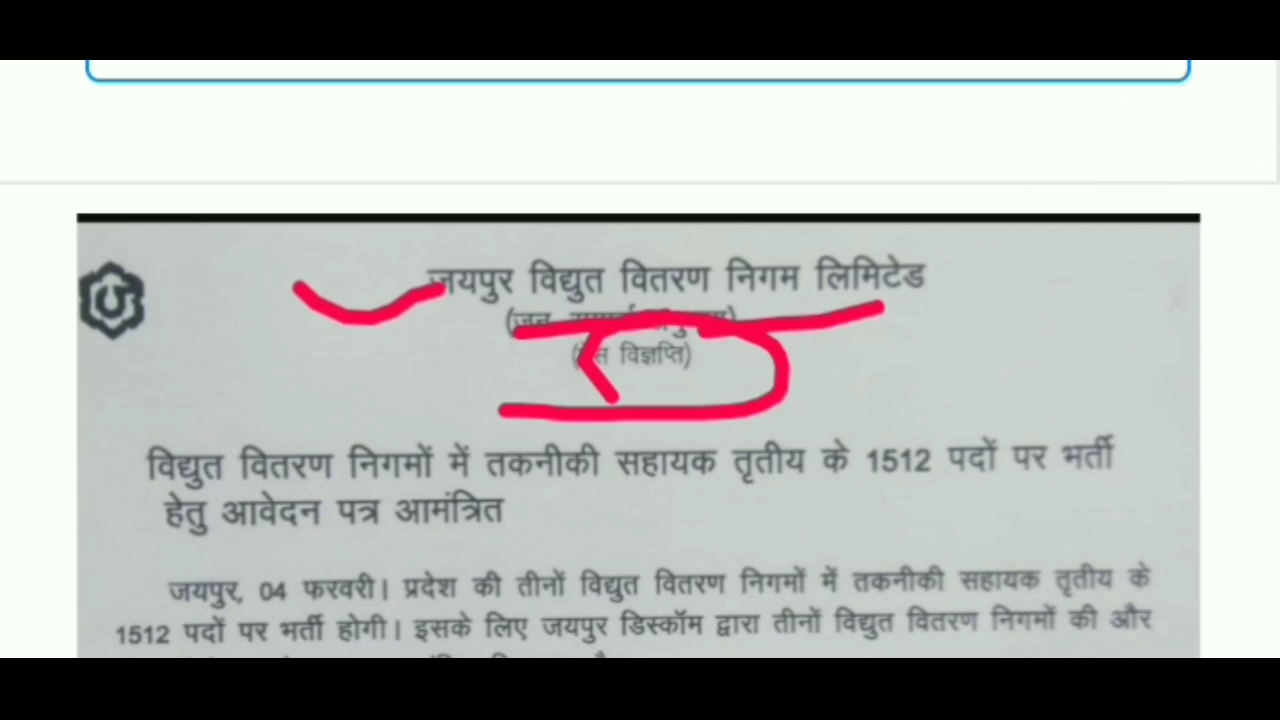 जयपुर विद्युत वितरण निगम लिमिटेड
विज्ञप्ति)
विद्युत वितरण निगमों में तकनीकी सहायक तृतीय के 1512 पदों पर भर्ती
हेतु आवेदन पत्र आमंत्रित
जयपुर, 04 फरवरी। प्रदेश की तीनों विद्युत वितरण निगमों में तकनीकी सहायक तृतीय के
1512 पदों पर भर्ती होगी। इसके लिए जयपुर डिस्कॉम द्वारा तीनों विद्युत वितरण निगमों की और